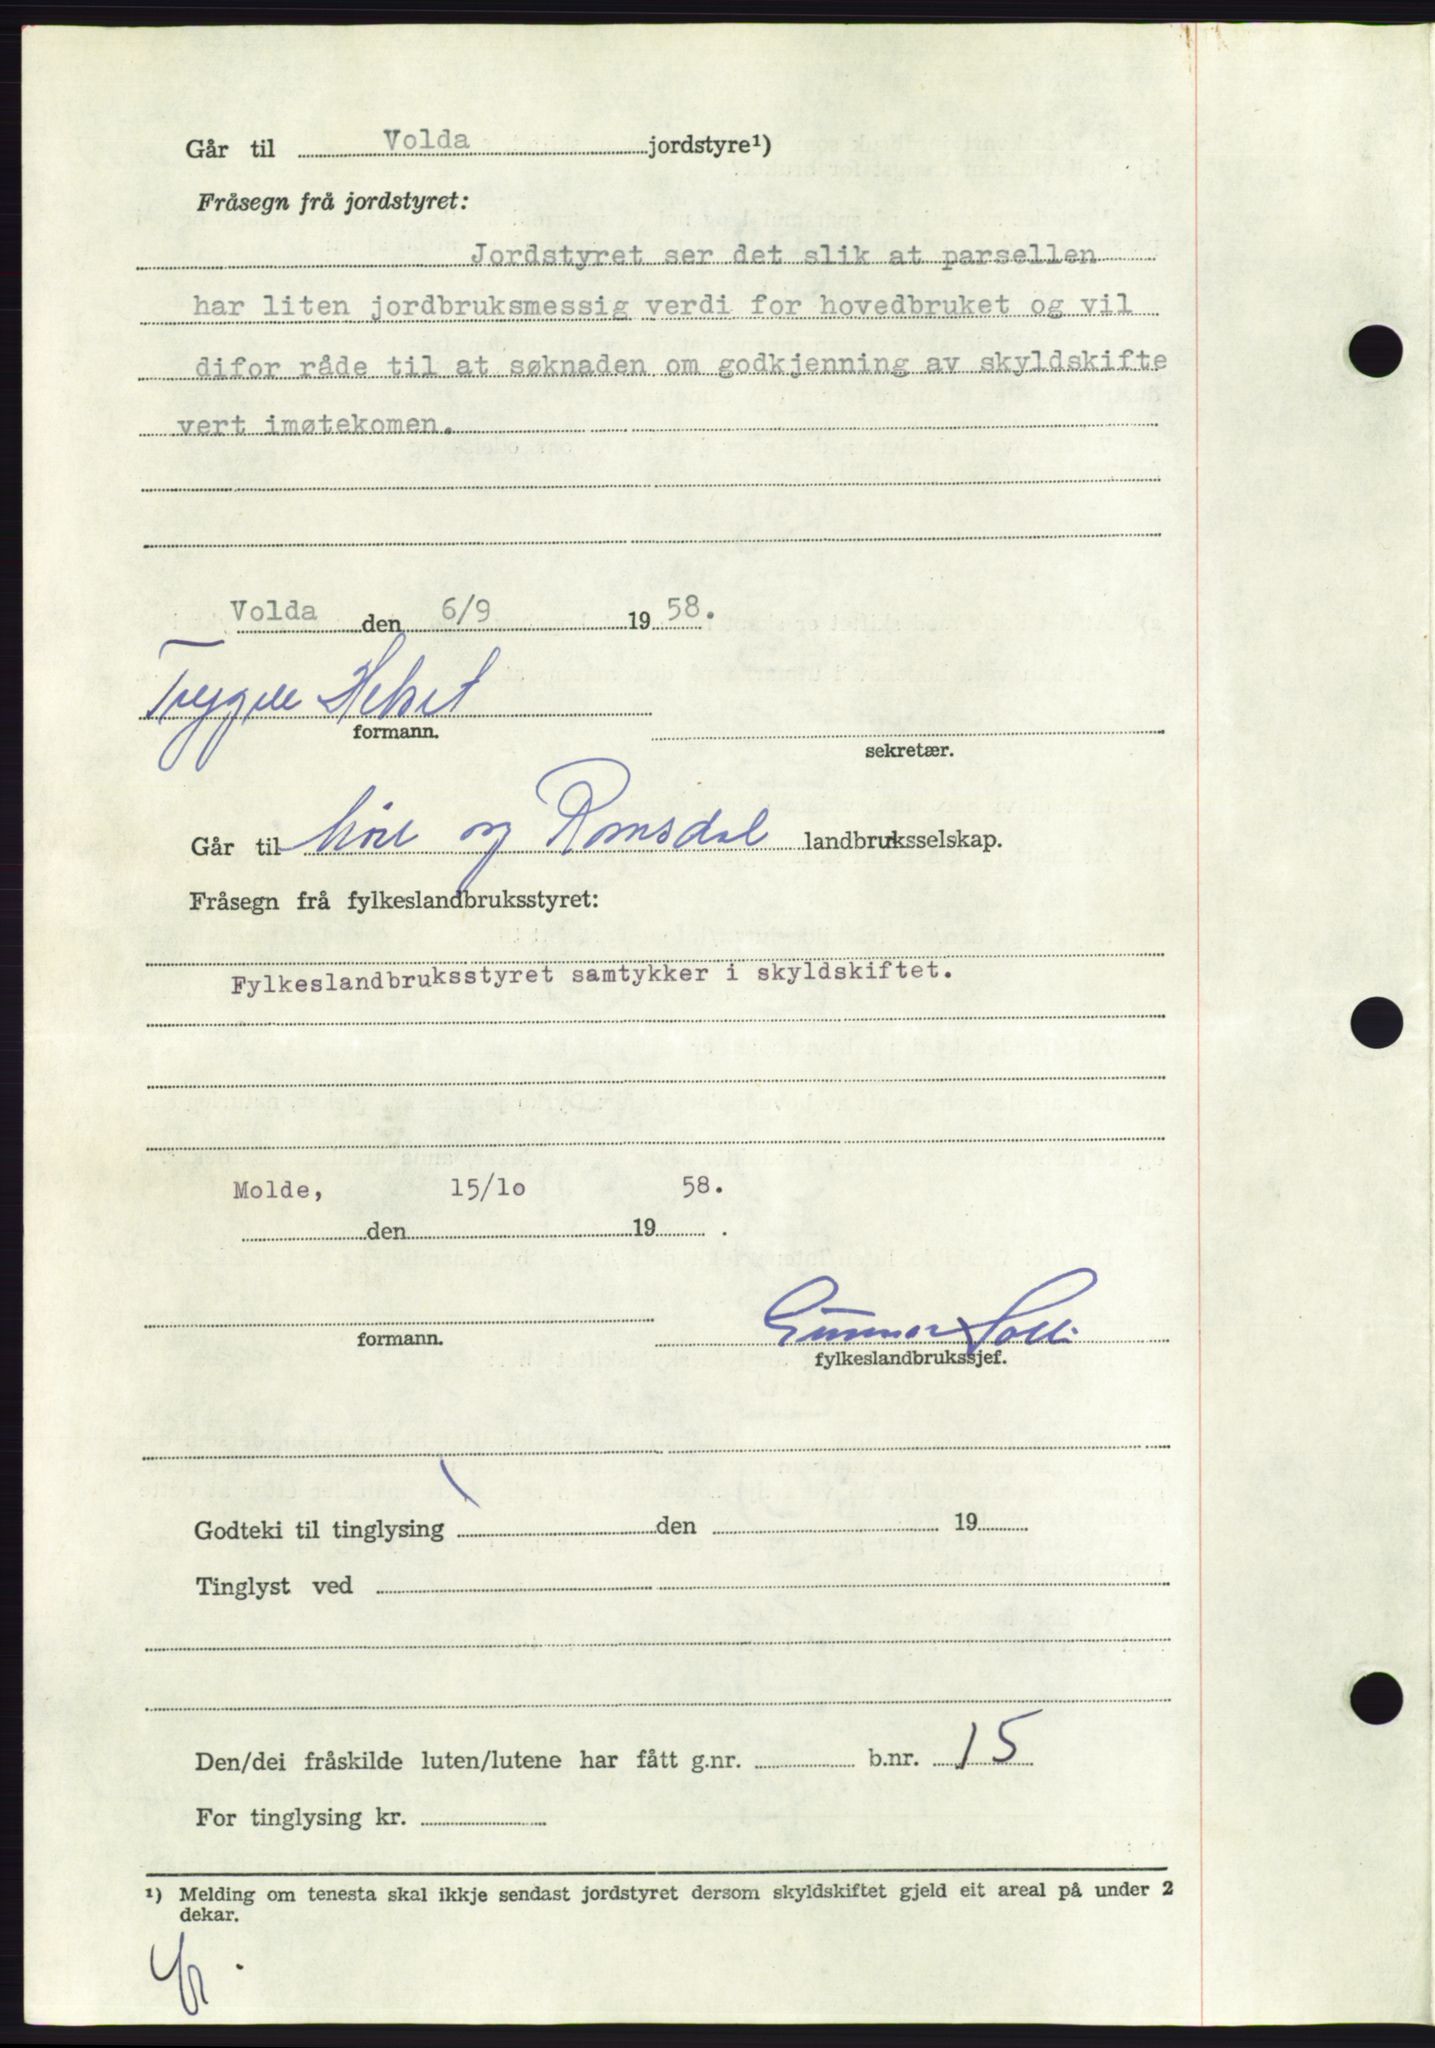 Går til Volda jordstyre¹)
Fråsegn frå jordstyret:
Jordstyret ser det slik at parsellen
har liten jordbruksmessig verdi for hovedbruket og vil
difor råde til at søknaden om godkjenning av skyldskifte
vert imøtekomen.
Volda den 6/9 19 58.
Trygve
formann.
sekretær.
Går til Møre og Romsdal landbruksselskap.
Fråsegn frå fylkeslandbruksstyret:
Fylkeslandbruksstyret samtykker i skyldskiftet.
Molde, 15/10 58.
den 19 .
Gunnar
formann.
fylkeslandbrukssjef.
Godteki til tinglysing den 19
Tinglyst ved
Den/dei fråskilde luten/lutene har fått g.nr. b.nr. 15
For tinglysing kr.
¹) Melding om tenesta skal ikkje sendast jordstyret dersom skyldskiftet gjeld eit areal på under 2
dekar.